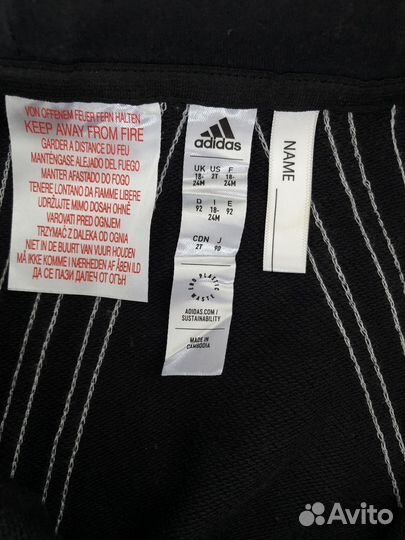 VON OFFENEM FEUER FERN HALTEN
KEEP AWAY FROM FIRE
GARDER A DISTANCE DU FEU
MANTÉNGASE ALEJADO DEL FUEGO
MANTER AFASTADO DO FOGO
TENERE LONTANO DA FIAMME LIBERE
UDRŽUJTE MIMO DOSAH OHNĚ
VAROVATI PRED OGNJEM
TRZYMAĆ Z DALEKA OD OGNIA
NIET IN DE BUURT VAN VUUR HOUDEN
MÅ IKKE KOMME I NÆRHEDEN AF ÅBEN ILD
ДА СЕ ПАЗИ ДАЛЕЧ ОТ ОГЪН
adidas
UK US F
18-24M 2T 18-24M
D I E
92 18-24M 92
CDN J
2T 90
END PLASTIC WASTE
ADIDAS.COM/
SUSTAINABILITY
MADE IN
CAMBODIA
NAME
Avito